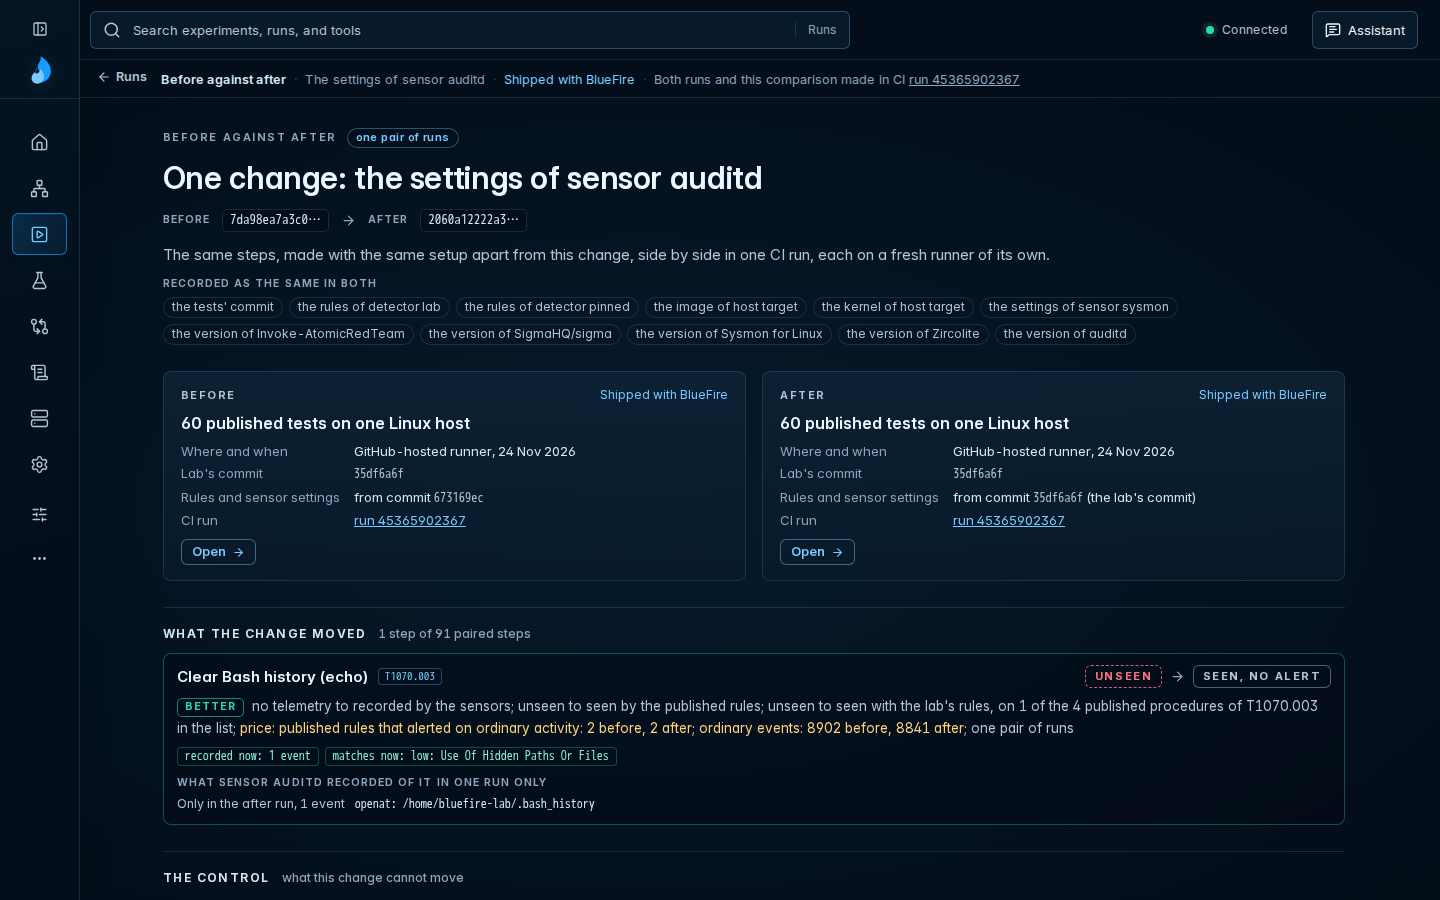 Search experiments, runs, and tools
Runs
Connected
Assistant
Runs
Before against after · The settings of sensor auditd · Shipped with BlueFire · Both runs and this comparison made in CI run 45365902367
BEFORE AGAINST AFTER
one pair of runs
One change: the settings of sensor auditd
BEFORE 7da98ea7a3c0··· → AFTER 2060a12222a3···
The same steps, made with the same setup apart from this change, side by side in one CI run, each on a fresh runner of its own.
RECORDED AS THE SAME IN BOTH
the tests' commit
the rules of detector lab
the rules of detector pinned
the image of host target
the kernel of host target
the settings of sensor sysmon
the version of Invoke-AtomicRedTeam
the version of SigmaHQ/sigma
the version of Sysmon for Linux
the version of Zircolite
the version of auditd
BEFORE
Shipped with BlueFire
60 published tests on one Linux host
Where and when GitHub-hosted runner, 24 Nov 2026
Lab's commit 35df6a6f
Rules and sensor settings from commit 673169ec
CI run run 45365902367
Open →
AFTER
Shipped with BlueFire
60 published tests on one Linux host
Where and when GitHub-hosted runner, 24 Nov 2026
Lab's commit 35df6a6f
Rules and sensor settings from commit 35df6a6f (the lab's commit)
CI run run 45365902367
Open →
WHAT THE CHANGE MOVED 1 step of 91 paired steps
Clear Bash history (echo) T1070.003
UNSEEN → SEEN, NO ALERT
BETTER no telemetry to recorded by the sensors; unseen to seen by the published rules; unseen to seen with the lab's rules, on 1 of the 4 published procedures of T1070.003
in the list; price: published rules that alerted on ordinary activity: 2 before, 2 after; ordinary events: 8902 before, 8841 after; one pair of runs
recorded now: 1 event
matches now: low: Use Of Hidden Paths Or Files
WHAT SENSOR AUDITD RECORDED OF IT IN ONE RUN ONLY
Only in the after run, 1 event openat: /home/bluefire-lab/.bash_history
THE CONTROL what this change cannot move